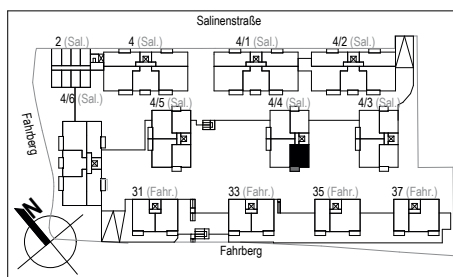 Salinenstraße
2 (Sal.) 4 (Sal.) 4/1 (Sal.) 4/2 (Sal.)
4/6 (Sal.) 4/5 (Sal.) 4/4 (Sal.) 4/3 (Sal.)
Fahrberg
31 (Fahr.) 33 (Fahr.) 35 (Fahr.) 37 (Fahr.)
N
Fahrberg